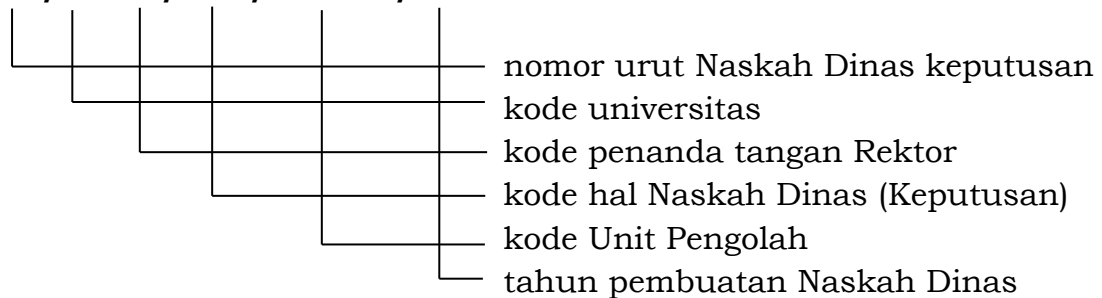 nomor urut Naskah Dinas keputusan
kode universitas
kode penanda tangan Rektor
kode hal Naskah Dinas (Keputusan)
kode Unit Pengolah
tahun pembuatan Naskah Dinas